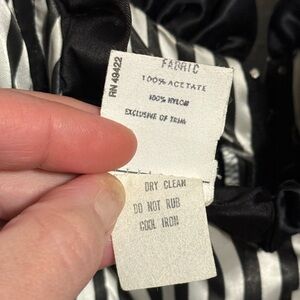 RN 49422
FABRIC
100% ACETATE
100% NYLON
EXCLUSIVE OF TRIM
DRY CLEAN
DO NOT RUB
COOL IRON